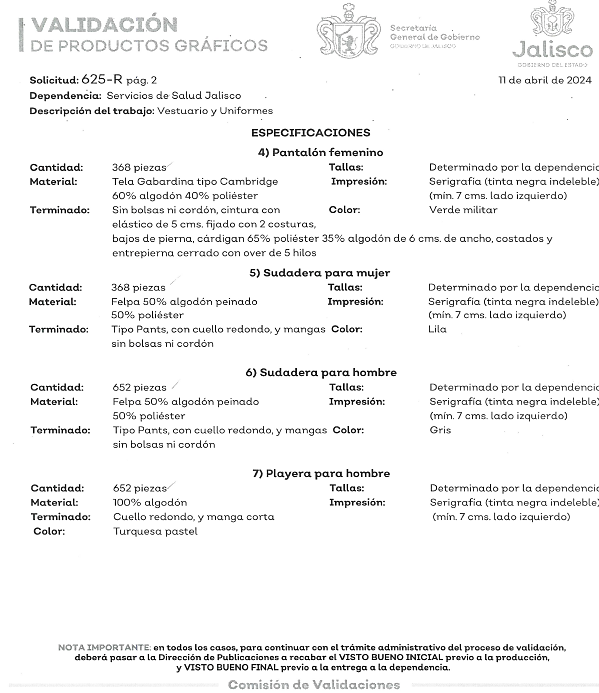 VALIDACIÓN
DE PRODUCTOS GRÁFICOS
Secretaría
General de Gobierno
GOBIERNO DE JALISCO
Jalisco
GOBIERNO DEL ESTADO
Solicitud: 625-R pág. 2
11 de abril de 2024
Dependencia: Servicios de Salud Jalisco
Descripción del trabajo: Vestuario y Uniformes
ESPECIFICACIONES
4) Pantalón femenino
Cantidad: 368 piezas Tallas: Determinado por la dependenc
Material: Tela Gabardina tipo Cambridge Impresión: Serigrafía (tinta negra indeleble)
60% algodón 40% poliéster (mín. 7 cms. lado izquierdo)
Terminado: Sin bolsas ni cordón, cintura con Color: Verde militar
elástico de 5 cms. fijado con 2 costuras,
bajos de pierna, cárdigan 65% poliéster 35% algodón de 6 cms. de ancho, costados y
entrepierna cerrado con over de 5 hilos
5) Sudadera para mujer
Cantidad: 368 piezas Tallas: Determinado por la dependenc
Material: Felpa 50% algodón peinado Impresión: Serigrafía (tinta negra indeleble)
50% poliéster (mín. 7 cms. lado izquierdo)
Terminado: Tipo Pants, con cuello redondo, y mangas Color: Lila
sin bolsas ni cordón
6) Sudadera para hombre
Cantidad: 652 piezas Tallas: Determinado por la dependenc
Material: Felpa 50% algodón peinado Impresión: Serigrafía (tinta negra indeleble)
50% poliéster (mín. 7 cms. lado izquierdo)
Terminado: Tipo Pants, con cuello redondo, y mangas Color: Gris
sin bolsas ni cordón
7) Playera para hombre
Cantidad: 652 piezas Tallas: Determinado por la dependenc
Material: 100% algodón Impresión: Serigrafía (tinta negra indeleble)
Terminado: Cuello redondo, y manga corta (mín. 7 cms. lado izquierdo)
Color: Turquesa pastel
NOTA IMPORTANTE: en todos los casos, para continuar con el trámite administrativo del proceso de validación,
deberá pasar a la Dirección de Publicaciones a recabar el VISTO BUENO INICIAL previo a la producción,
y VISTO BUENO FINAL previo a la entrega a la dependencia.
Comisión de Validaciones